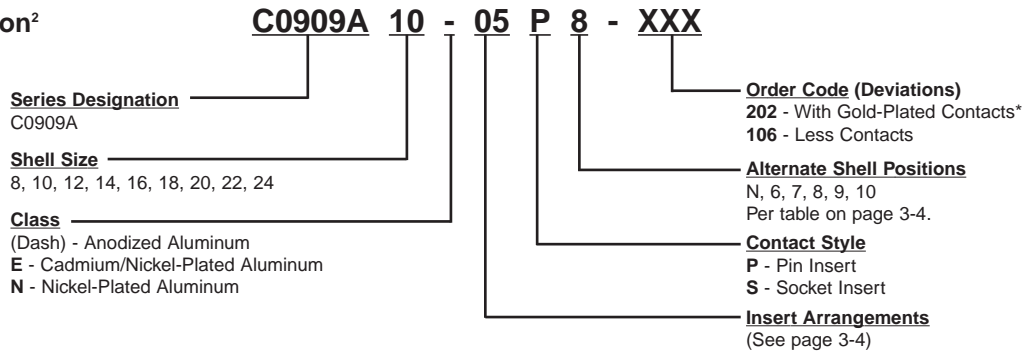 on²
C0909A 10 - 05 P 8 - XXX
Series Designation
C0909A
Shell Size
8, 10, 12, 14, 16, 18, 20, 22, 24
Class
(Dash) - Anodized Aluminum
E - Cadmium/Nickel-Plated Aluminum
N - Nickel-Plated Aluminum
Order Code (Deviations)
202 - With Gold-Plated Contacts*
106 - Less Contacts
Alternate Shell Positions
N, 6, 7, 8, 9, 10
Per table on page 3-4.
Contact Style
P - Pin Insert
S - Socket Insert
Insert Arrangements
(See page 3-4)